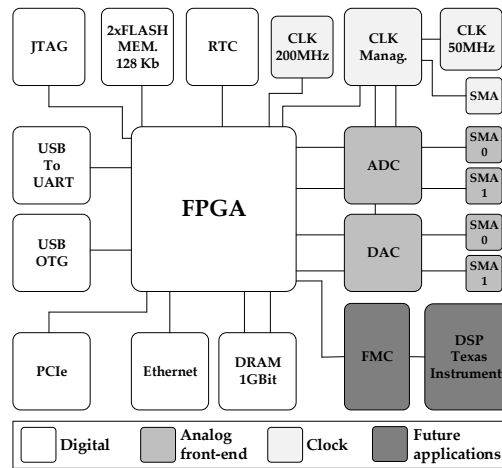 JTAG
2xFLASH
MEM.
128 Kb
RTC
CLK
200MHz
CLK
Manag.
CLK
50MHz
SMA
USB
To
UART
FPGA
ADC
SMA
0
SMA
1
USB
OTG
DAC
SMA
0
SMA
1
PCIe
Ethernet
DRAM
1GBit
FMC
DSP
Texas
Instrument
Digital
Analog
front-end
Clock
Future
applications